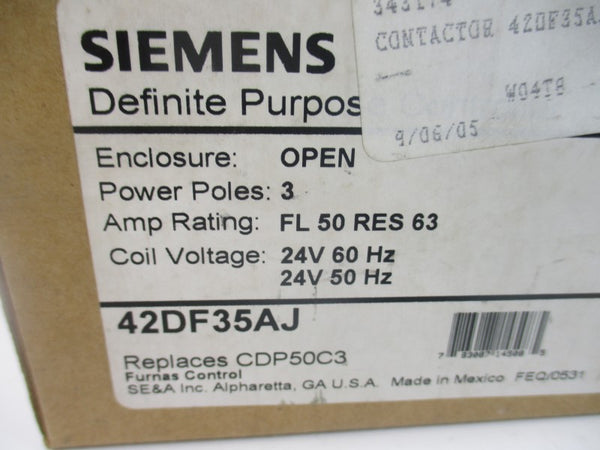 SIEMENS
Definite Purpos
Enclosure: OPEN
Power Poles: 3
Amp Rating: FL 50 RES 63
Coil Voltage: 24V 60 Hz
24V 50 Hz
42DF35AJ
Replaces CDP50C3
Furnas Control
SE&A Inc. Alpharetta, GA U.S.A. Made in Mexico FEQ/0531
343174
CONTACTOR 42DF35A
W04T8
9/06/05